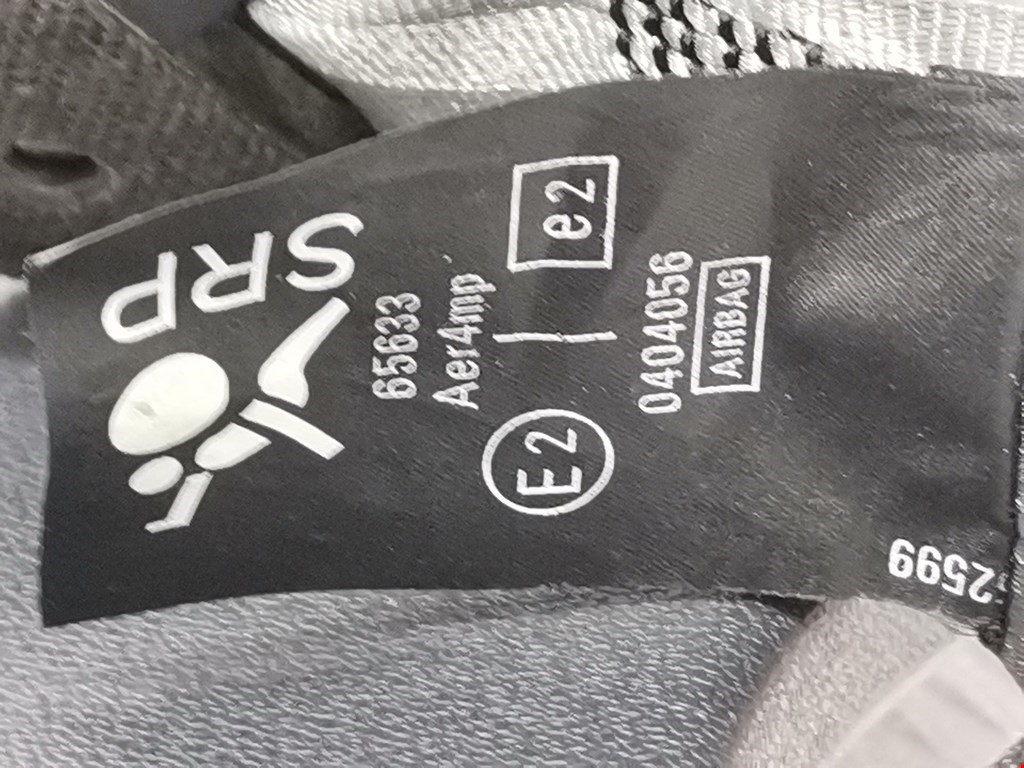 SRP
65633
Aer4mp
E2
e2
0404056
AIRBAG
2599